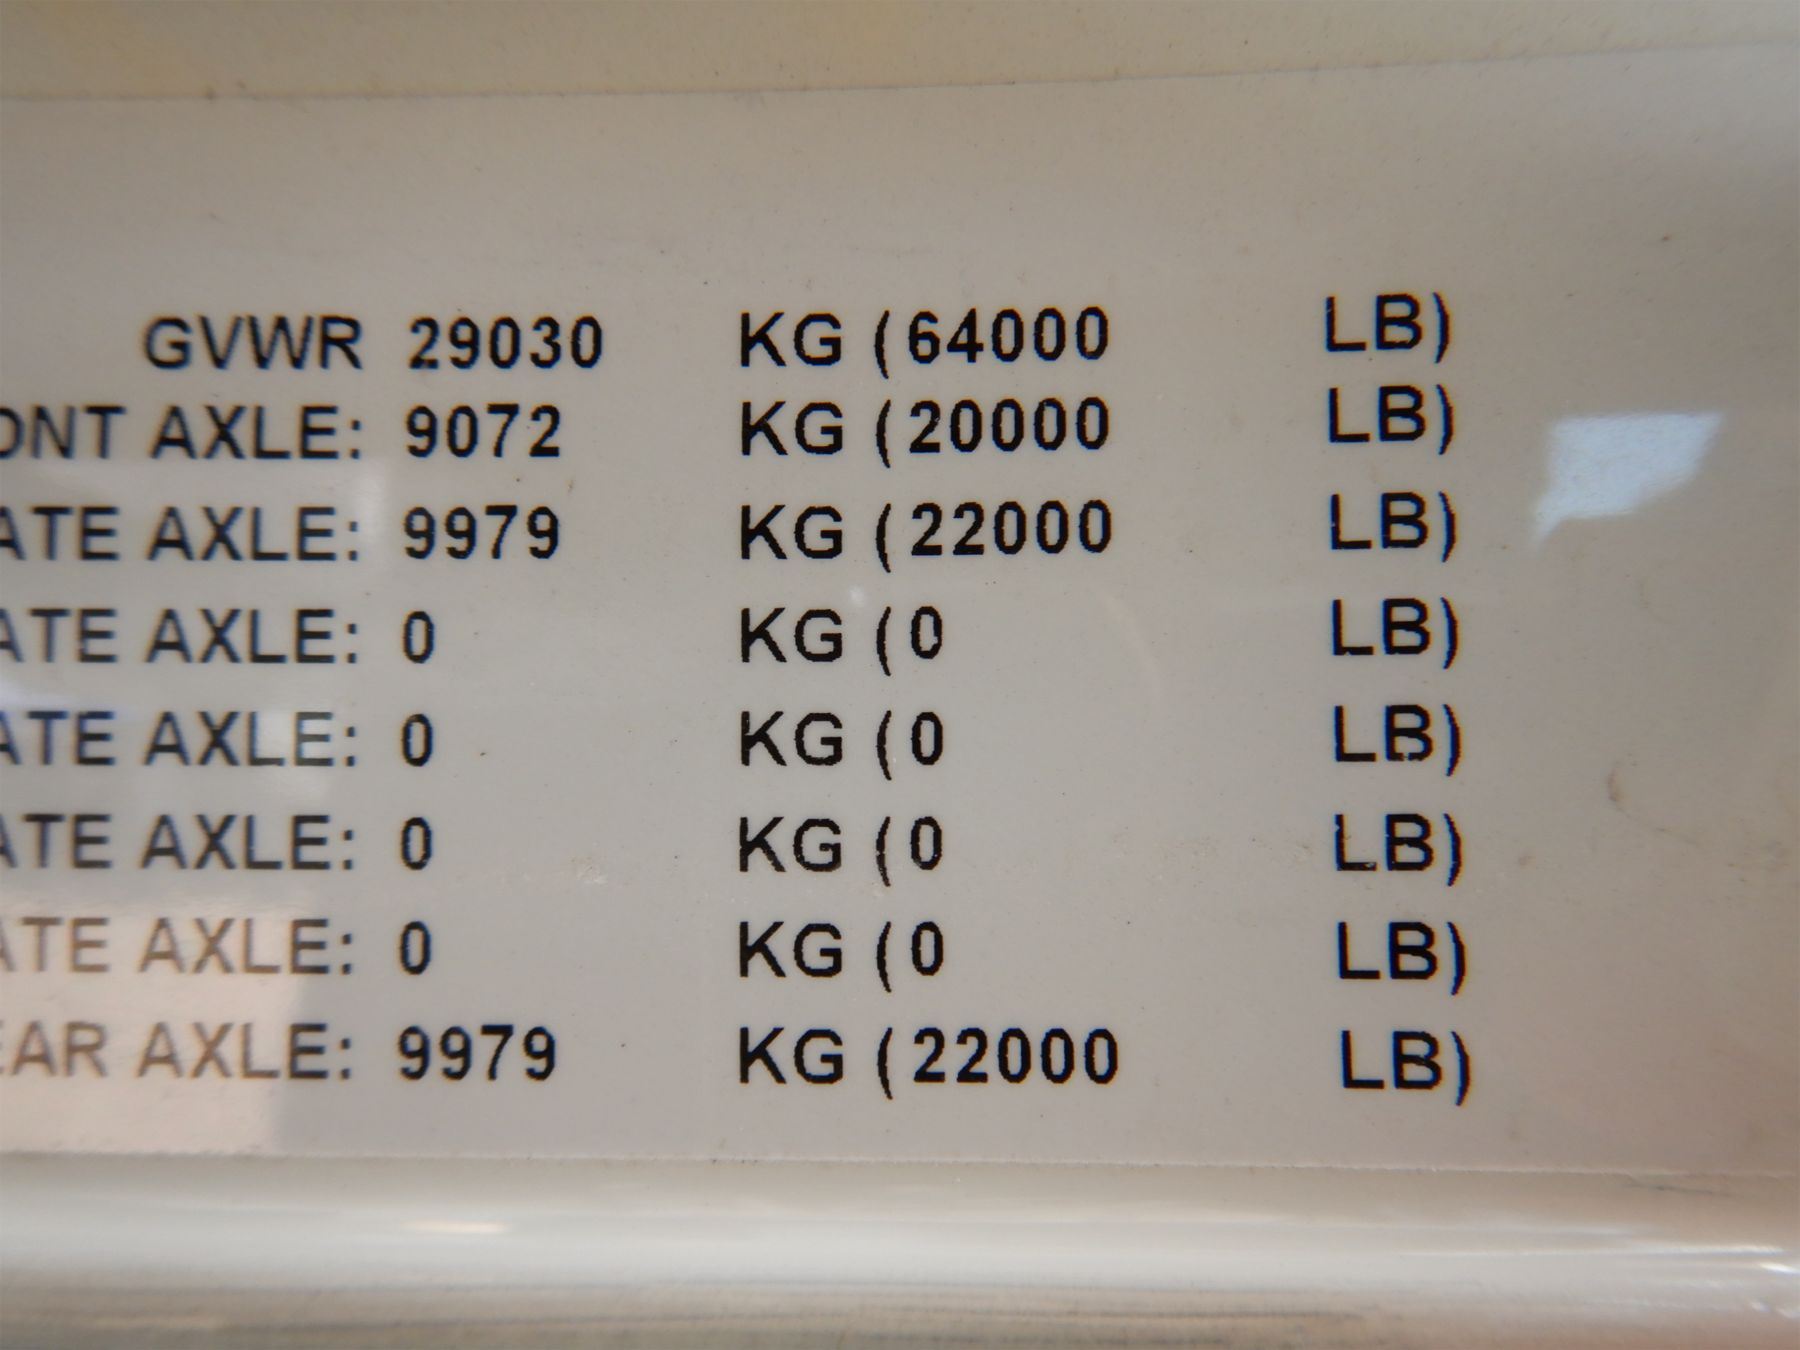 GVWR 29030 KG (64000 LB)
ONT AXLE: 9072 KG (20000 LB)
ATE AXLE: 9979 KG (22000 LB)
ATE AXLE: 0 KG (0 LB)
ATE AXLE: 0 KG (0 LB)
ATE AXLE: 0 KG (0 LB)
ATE AXLE: 0 KG (0 LB)
EAR AXLE: 9979 KG (22000 LB)